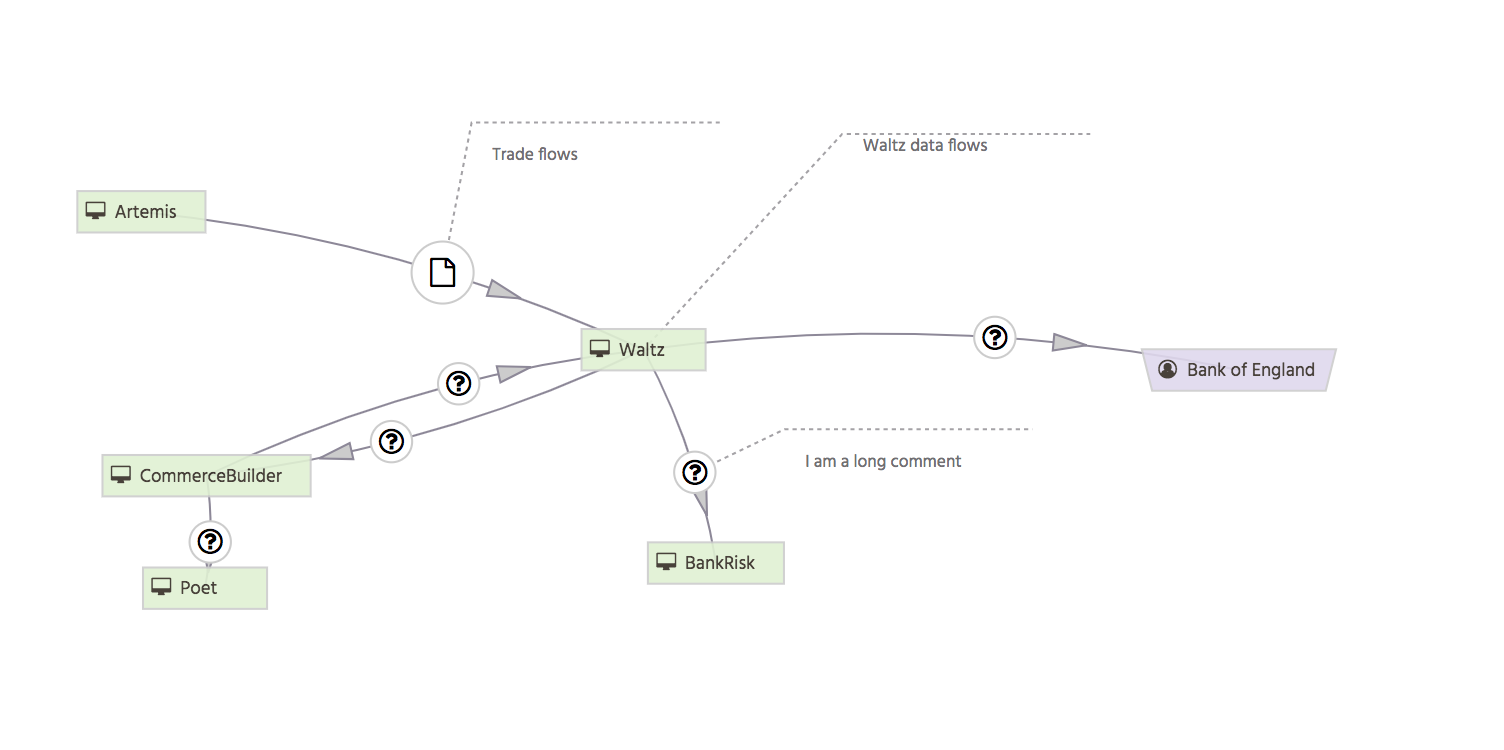 Trade flows
Waltz data flows
Artemis
Waltz
Bank of England
CommerceBuilder
I am a long comment
BankRisk
Poet